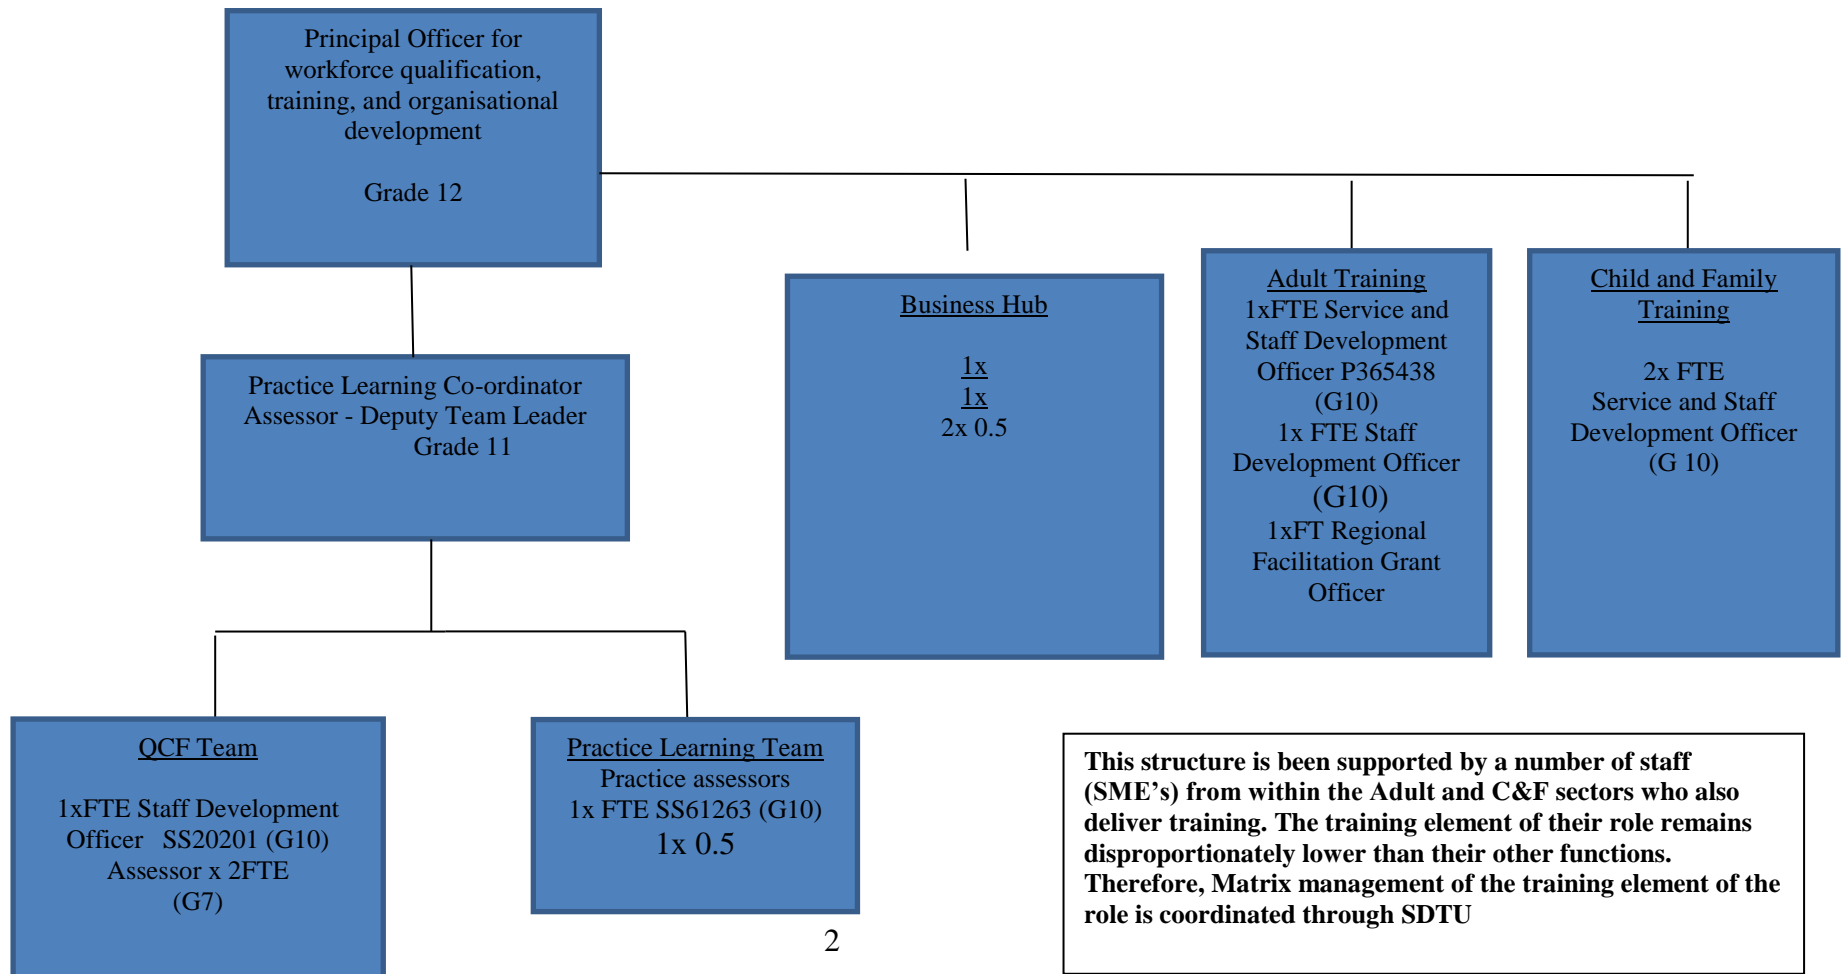 Principal Officer for
workforce qualification,
training, and organisational
development
Grade 12
Practice Learning Co-ordinator
Assessor - Deputy Team Leader
Grade 11
Business Hub
1x
1x
2x 0.5
Adult Training
1xFTE Service and
Staff Development
Officer P365438
(G10)
1x FTE Staff
Development Officer
(G10)
1xFT Regional
Facilitation Grant
Officer
Child and Family
Training
2x FTE
Service and Staff
Development Officer
(G 10)
QCF Team
1xFTE Staff Development
Officer SS20201 (G10)
Assessor x 2FTE
(G7)
Practice Learning Team
Practice assessors
1x FTE SS61263 (G10)
1x 0.5
This structure is been supported by a number of staff
(SME's) from within the Adult and C&F sectors who also
deliver training. The training element of their role remains
disproportionately lower than their other functions.
Therefore, Matrix management of the training element of the
role is coordinated through SDTU
2